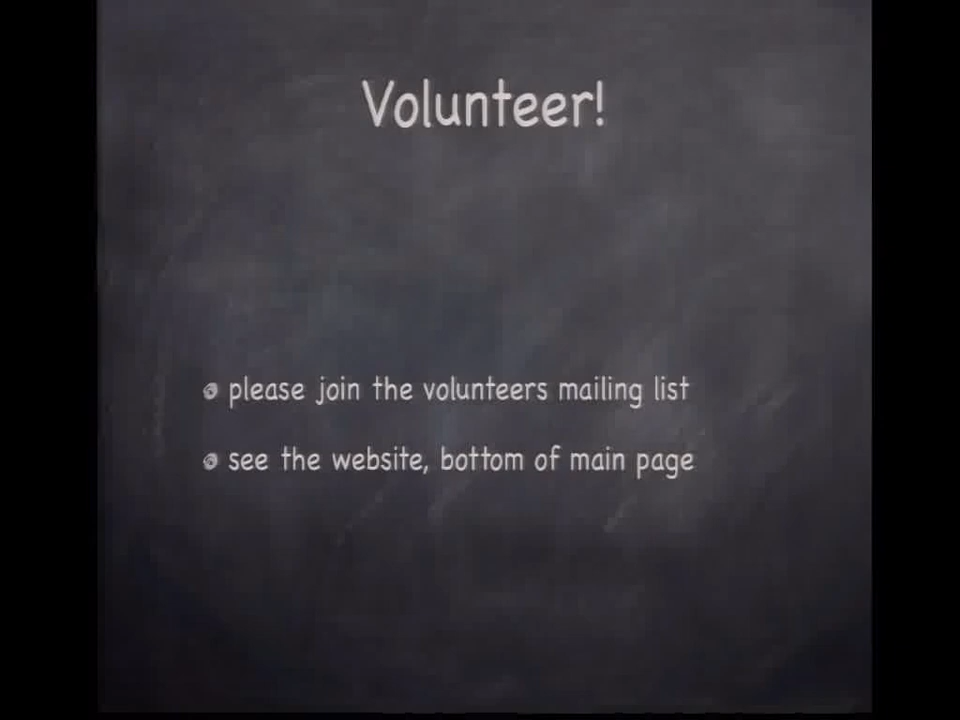 Volunteer!
please join the volunteers mailing list
see the website, bottom of main page